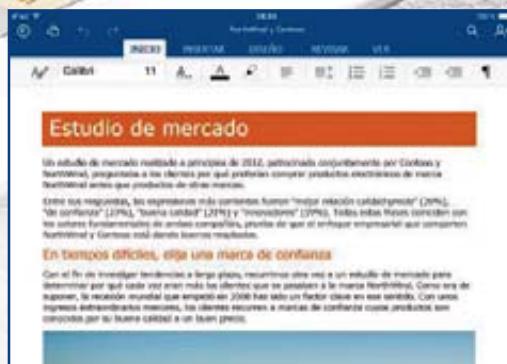 iPad
NorthWind y Contoso
INICIO INSERTAR DISEÑO REVISAR VER
Calibri 11 A... A ¶
Estudio de mercado
Un estudio de mercado realizado a principios de 2012, patrocinado conjuntamente por Contoso y
NorthWind, preguntaba a los clientes por qué preferían comprar productos electrónicos de marca
NorthWind antes que productos de otras marcas.
Entre sus respuestas, las expresiones más corrientes fueron "mejor relación calidad/precio" (26%),
"de confianza" (23%), "buena calidad" (20%) y "innovadores" (19%). Todas estas frases coinciden con
los valores fundamentales de ambas compañías, prueba de que el enfoque empresarial que comparten
NorthWind y Contoso está dando buenos resultados.
En tiempos difíciles, elija una marca de confianza
Con el fin de investigar tendencias a largo plazo, recurrimos otra vez a un estudio de mercado para
determinar por qué cada vez eran más los clientes que se pasaban a la marca NorthWind. Como era de
suponer, la recesión mundial que empezó en 2008 has sido un factor clave en ese sentido. Con unos
ingresos extraordinarios menores, los clientes recurren a marcas de confianza cuyos productos son
conocidos por su buena calidad a un buen precio.